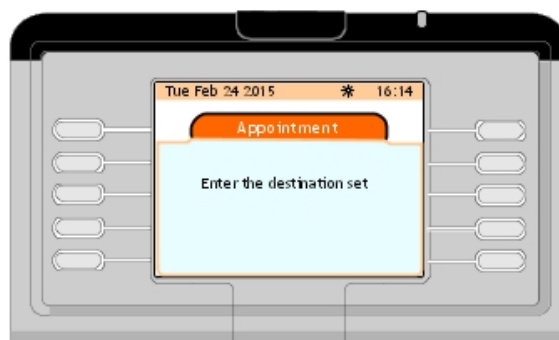 Tue Feb 24 2015 ☀ 16:14
Appointment
Enter the destination set